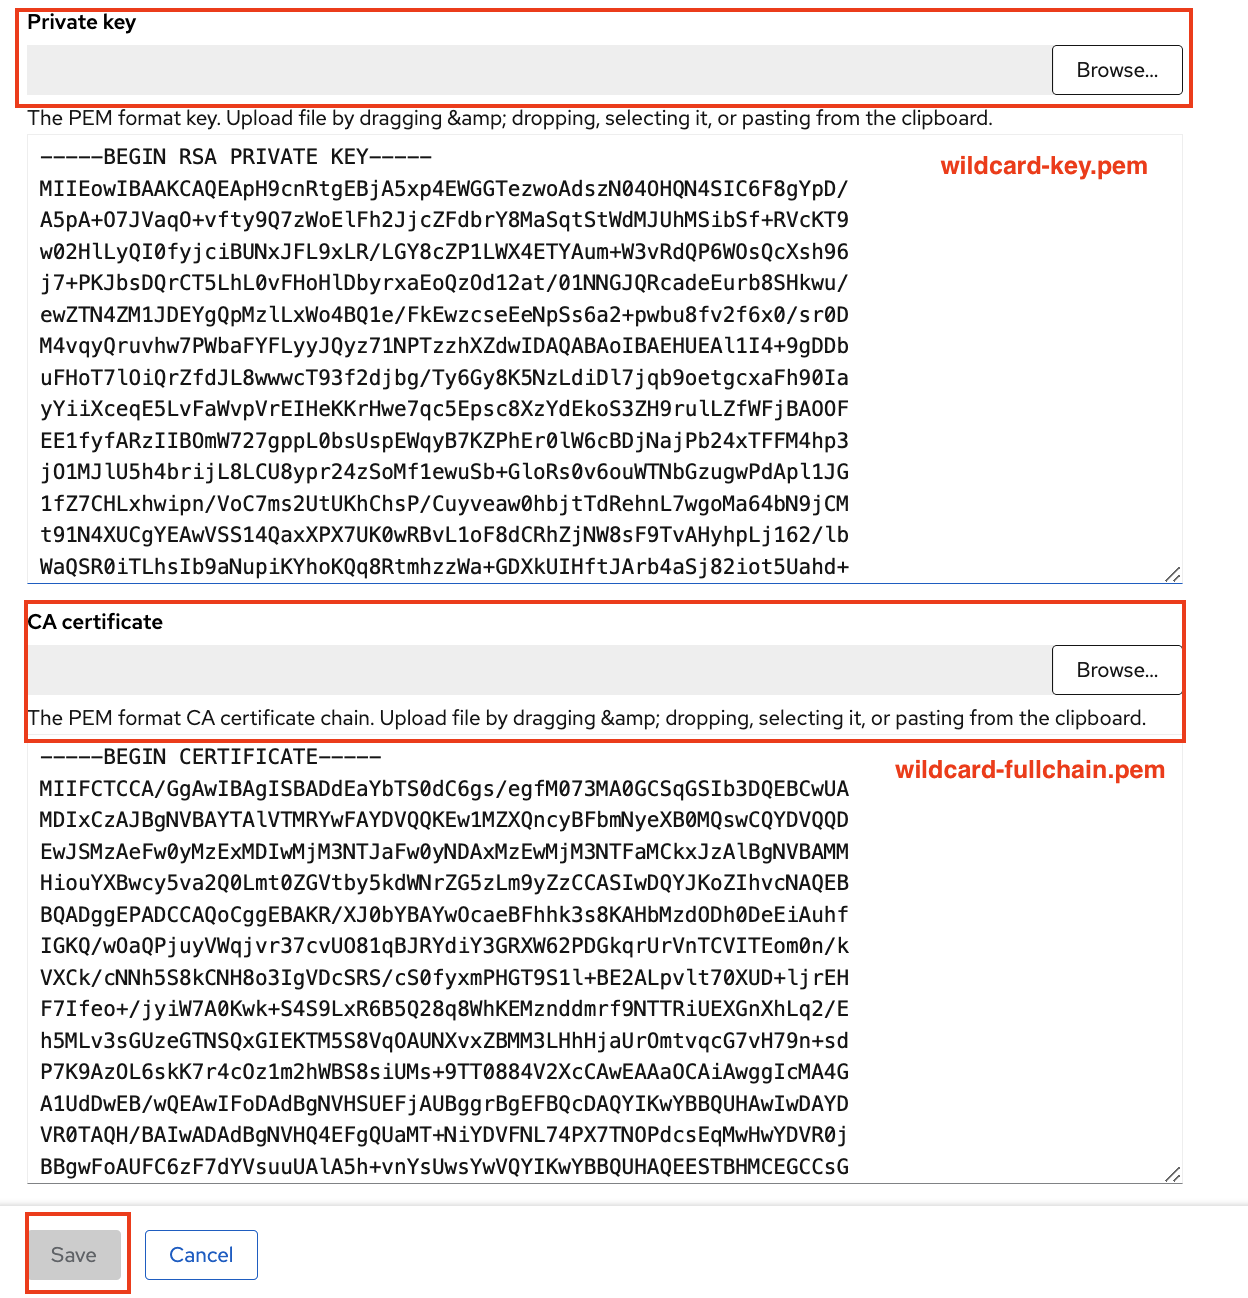 Private key
Browse...
The PEM format key. Upload file by dragging &amp; dropping, selecting it, or pasting from the clipboard.
-----BEGIN RSA PRIVATE KEY-----
wildcard-key.pem
MIIEowIBAAKCAQEApH9cnRtgEBjA5xp4EWGGTezwoAdszN04OHQN4SIC6F8gYpD/
A5pA+O7JVaqO+vfty9Q7zWoElFh2JjcZFdbrY8MaSqtStWdMJUhMSibSf+RVcKT9
w02HlLyQI0fyjciBUNxJFL9xLR/LGY8cZP1LWX4ETYAum+W3vRdQP6WOsQcXsh96
j7+PKJbsDQrCT5LhL0vFHoHlDbyrxaEoQzOd12at/01NNGJQRcadeEurb8SHkwu/
ewZTN4ZM1JDEYgQpMzlLxWo4BQ1e/FkEwzcseEeNpSs6a2+pwbu8fv2f6x0/sr0D
M4vqyQruvhw7PWbaFYFLyyJQyz71NPTzzhXZdwIDAQABAoIBAEHUEAl1I4+9gDDb
uFHoT7lOiQrZfdJL8wwwcT93f2djbg/Ty6Gy8K5NzLdiDl7jqb9oetgcxaFh90Ia
yYiiXceqE5LvFaWvpVrEIHeKKrHwe7qc5Epsc8XzYdEkoS3ZH9rulLZfWFjBAOOF
EE1fyfARzIIBOmW727gppL0bsUspEWqyB7KZPhEr0lW6cBDjNajPb24xTFFM4hp3
jO1MJlU5h4brijL8LCU8ypr24zSoMf1ewuSb+GloRs0v6ouWTNbGzugwPdApl1JG
1fZ7CHLxhwipn/VoC7ms2UtUKhChsP/Cuyveaw0hbjtTdRehnL7wgoMa64bN9jCM
t91N4XUCgYEAwVSS14QaxXPX7UK0wRBvL1oF8dCRhZjNW8sF9TvAHyhpLj162/lb
WaQSR0iTLhsIb9aNupiKYhoKQq8RtmhzzWa+GDXkUIHftJArb4aSj82iot5Uahd+
CA certificate
Browse...
The PEM format CA certificate chain. Upload file by dragging &amp; dropping, selecting it, or pasting from the clipboard.
-----BEGIN CERTIFICATE-----
wildcard-fullchain.pem
MIIFCTCCA/GgAwIBAgISBADdEaYbTS0dC6gs/egfM073MA0GCSqGSIb3DQEBCwUA
MDIxCzAJBgNVBAYTAlVTMRYwFAYDVQQKEw1MZXQncyBFbmNyeXB0MQswCQYDVQQD
EwJSMzAeFw0yMzExMDIwMjM3NTJaFw0yNDAxMzEwMjM3NTFaMCkxJzAlBgNVBAMM
HiouYXBwcy5va2Q0Lmt0ZGVtby5kdWNrZG5zLm9yZzCCASIwDQYJKoZIhvcNAQEB
BQADggEPADCCAQoCggEBAKR/XJ0bYBAYwOcaeBFhhk3s8KAHbMzdODh0DeEiAuhf
IGKQ/wOaQPjuyVWqjvr37cvUO81qBJRYdiY3GRXW62PDGkqrUrVnTCVITEom0n/k
VXCk/cNNh5S8kCNH8o3IgVDcSRS/cS0fyxmPHGT9S1l+BE2ALpvlt70XUD+ljrEH
F7Ifeo+/jyiW7A0Kwk+S4S9LxR6B5Q28q8WhKEMznddmrf9NTTRiUEXGnXhLq2/E
h5MLv3sGUzeGTNSQxGIEKTM5S8VqOAUNXvxZBMM3LHhHjaUrOmtvqcG7vH79n+sd
P7K9AzOL6skK7r4cOz1m2hWBS8siUMs+9TT0884V2XcCAwEAAaOCAiAwggIcMA4G
A1UdDwEB/wQEAwIFoDAdBgNVHSUEFjAUBggrBgEFBQcDAQYIKwYBBQUHAwIwDAYD
VR0TAQH/BAIwADAdBgNVHQ4EFgQUaMT+NiYDVFNL74PX7TNOPdcsEqMwHwYDVR0j
BBgwFoAUFC6zF7dYVsuuUAlA5h+vnYsUwsYwVQYIKwYBBQUHAQEESTBHMCEGCCsG
Save
Cancel